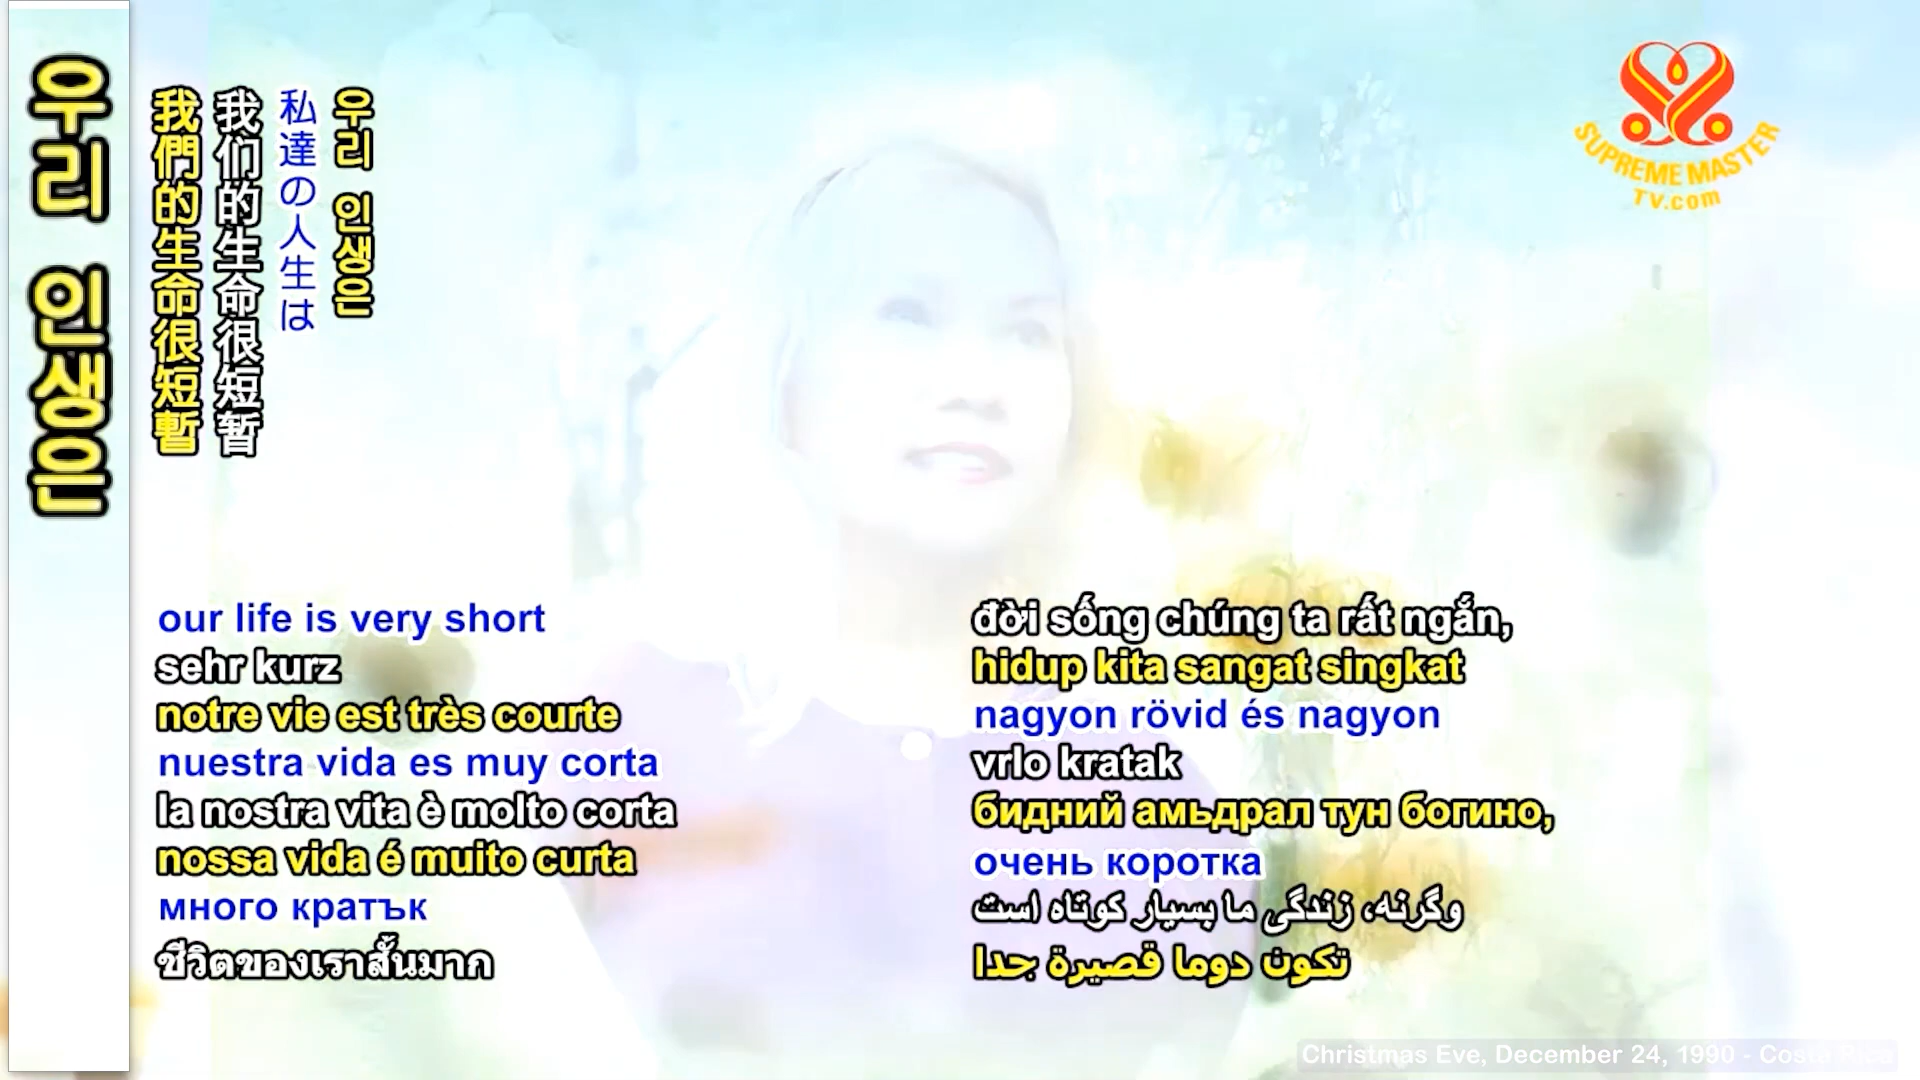 우리 인생은
我們的生命很短暫
我们的生命很短暂
私達の人生は
우리 인생은
SUPREME MASTER
TV.com
our life is very short
sehr kurz
notre vie est très courte
nuestra vida es muy corta
la nostra vita è molto corta
nossa vida é muito curta
много кратък
ชีวิตของเราสั้นมาก
đời sống chúng ta rất ngắn,
hidup kita sangat singkat
nagyon rövid és nagyon
vrlo kratak
бидний амьдрал тун богино,
очень коротка
وگرنه، زندگی ما بسیار کوتاه است
تكون دوما قصيرة جدا
Christmas Eve, December 24, 1990 - Costa Rica